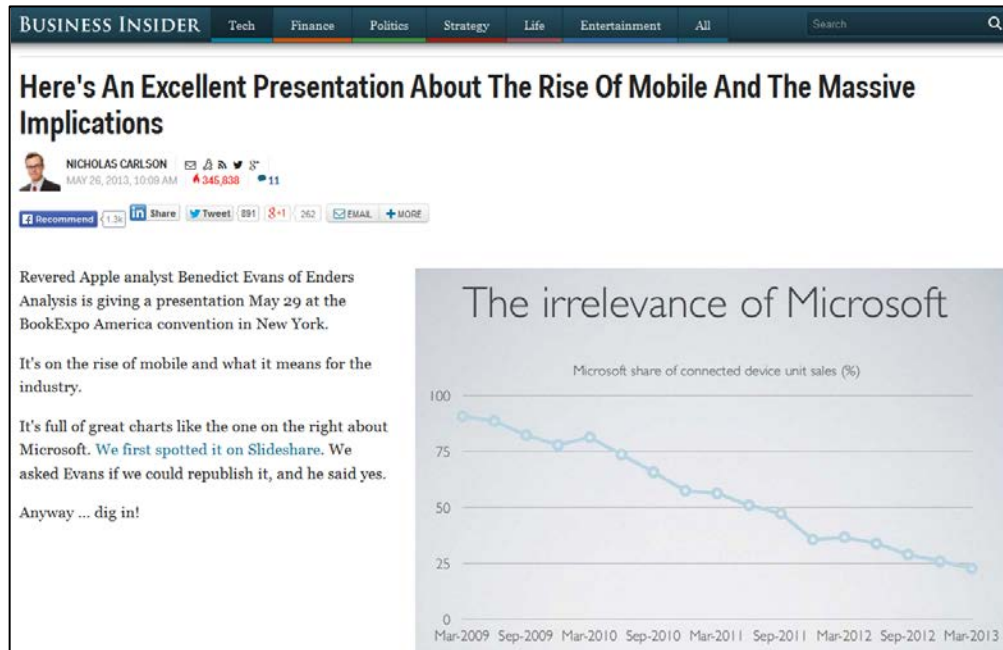 BUSINESS INSIDER Tech Finance Politics Strategy Life Entertainment All Search
Here's An Excellent Presentation About The Rise Of Mobile And The Massive
Implications
NICHOLAS CARLSON
MAY 26, 2013, 10:09 AM 345,838 11
Recommend 1.3k Share Tweet 891 +1 262 EMAIL MORE
Revered Apple analyst Benedict Evans of Enders
Analysis is giving a presentation May 29 at the
BookExpo America convention in New York.
It's on the rise of mobile and what it means for the
industry.
It's full of great charts like the one on the right about
Microsoft. We first spotted it on Slideshare. We
asked Evans if we could republish it, and he said yes.
Anyway ... dig in!
The irrelevance of Microsoft
Microsoft share of connected device unit sales (%)
100
75
50
25
0
Mar-2009 Sep-2009 Mar-2010 Sep-2010 Mar-2011 Sep-2011 Mar-2012 Sep-2012 Mar-2013